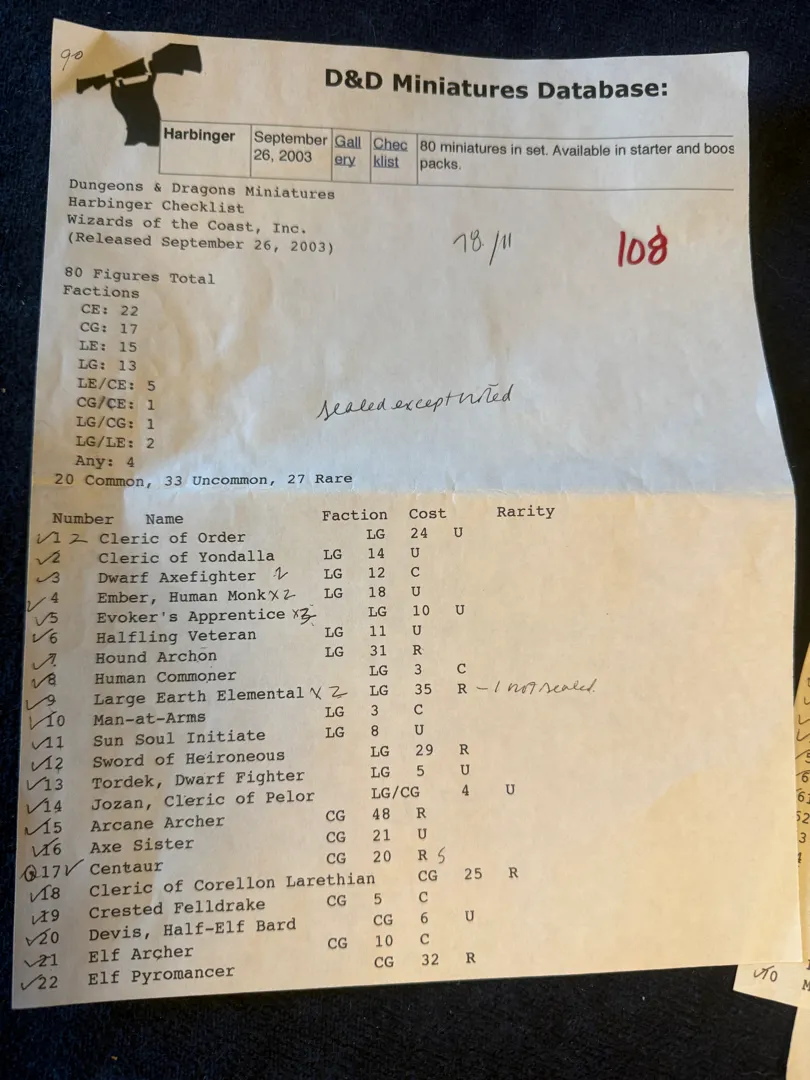 90
D&D Miniatures Database:
Harbinger September 26, 2003 Gallery Checklist 80 miniatures in set. Available in starter and boos packs.
Dungeons & Dragons Miniatures
Harbinger Checklist
Wizards of the Coast, Inc.
(Released September 26, 2003)
78/11
108
80 Figures Total
Factions
CE: 22
CG: 17
LE: 15
LG: 13
LE/CE: 5
CG/CE: 1
LG/CG: 1
LG/LE: 2
Any: 4
sealed except noted
20 Common, 33 Uncommon, 27 Rare
Number Name Faction Cost Rarity
✓1 2 Cleric of Order LG 24 U
✓2 Cleric of Yondalla LG 14 U
✓3 Dwarf Axefighter 2 LG 12 C
✓4 Ember, Human Monk x2 LG 18 U
✓5 Evoker's Apprentice x3 LG 10 U
✓6 Halfling Veteran LG 11 U
✓7 Hound Archon LG 31 R
✓8 Human Commoner LG 3 C
✓9 Large Earth Elemental x 2 LG 35 R - 1 not sealed
✓10 Man-at-Arms LG 3 C
✓11 Sun Soul Initiate LG 8 U
✓12 Sword of Heironeous LG 29 R
✓13 Tordek, Dwarf Fighter LG 5 U
✓14 Jozan, Cleric of Pelor LG/CG 4 U
✓15 Arcane Archer CG 48 R
✓16 Axe Sister CG 21 U
17 ✓ Centaur CG 20 R 5
✓18 Cleric of Corellon Larethian CG 25 R
✓19 Crested Felldrake CG 5 C
✓20 Devis, Half-Elf Bard CG 6 U
✓21 Elf Archer CG 10 C
✓22 Elf Pyromancer CG 32 R